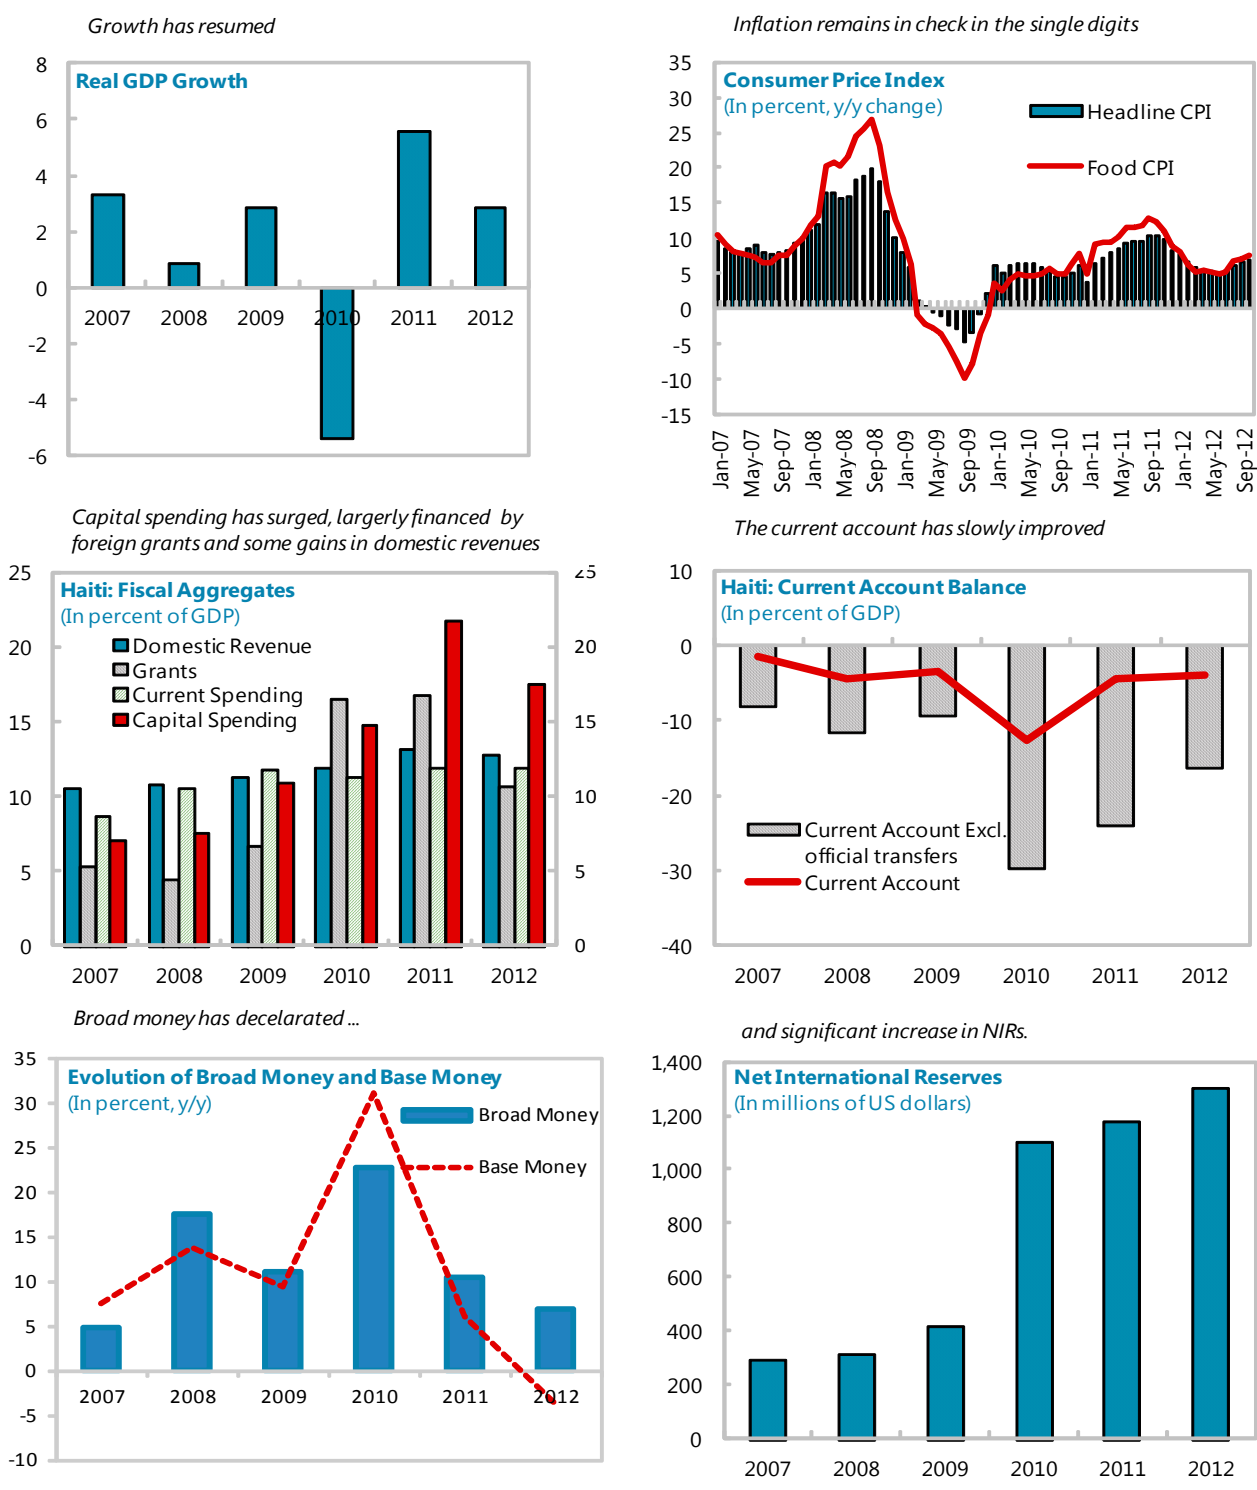 Growth has resumed
Real GDP Growth
8
6
4
2
0
-2
-4
-6
2007 2008 2009 2010 2011 2012
Inflation remains in check in the single digits
Consumer Price Index
(In percent, y/y change)
Headline CPI
Food CPI
35
30
25
20
15
10
5
0
-5
-10
-15
Jan-07 May-07 Sep-07 Jan-08 May-08 Sep-08 Jan-09 May-09 Sep-09 Jan-10 May-10 Sep-10 Jan-11 May-11 Sep-11 Jan-12 May-12 Sep-12
Capital spending has surged, largerly financed by
foreign grants and some gains in domestic revenues
Haiti: Fiscal Aggregates
(In percent of GDP)
Domestic Revenue
Grants
Current Spending
Capital Spending
25 25
20 20
15 15
10 10
5 5
0 0
2007 2008 2009 2010 2011 2012
The current account has slowly improved
Haiti: Current Account Balance
(In percent of GDP)
10
0
-10
-20
-30
-40
Current Account Excl.
official transfers
Current Account
2007 2008 2009 2010 2011 2012
Broad money has decelarated ...
Evolution of Broad Money and Base Money
(In percent, y/y)
Broad Money
Base Money
35
30
25
20
15
10
5
0
-5
-10
2007 2008 2009 2010 2011 2012
and significant increase in NIRs.
Net International Reserves
(In millions of US dollars)
1,400
1,200
1,000
800
600
400
200
0
2007 2008 2009 2010 2011 2012